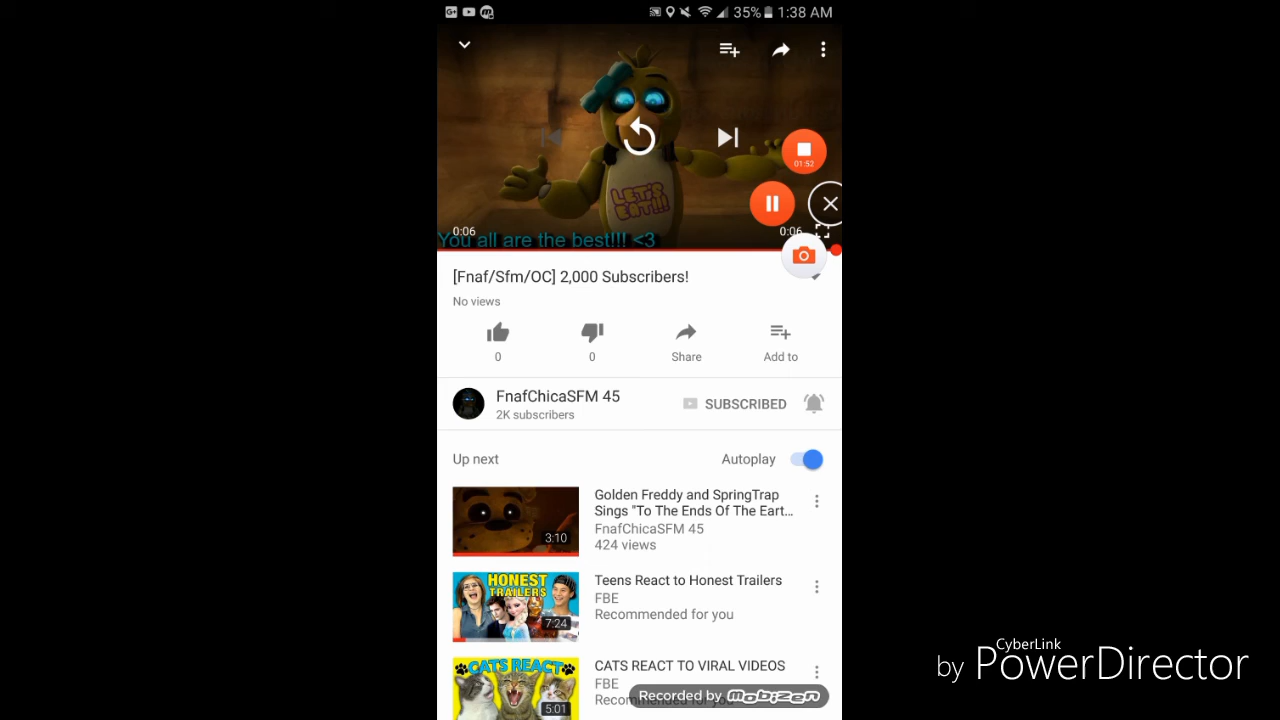 35% 1:38 AM
LET'S EAT!!!
01:52
0:06
0:06
You all are the best!!! <3
[Fnaf/Sfm/OC] 2,000 Subscribers!
No views
0
0
Share
Add to
FnafChicaSFM 45
2K subscribers
SUBSCRIBED
Up next
Autoplay
Golden Freddy and SpringTrap
Sings "To The Ends Of The Eart...
FnafChicaSFM 45
424 views
3:10
HONEST
TRAILERS
7:24
Teens React to Honest Trailers
FBE
Recommended for you
CATS REACT
5:01
CATS REACT TO VIRAL VIDEOS
FBE
Recom
Recorded by mobizen
CyberLink
by PowerDirector